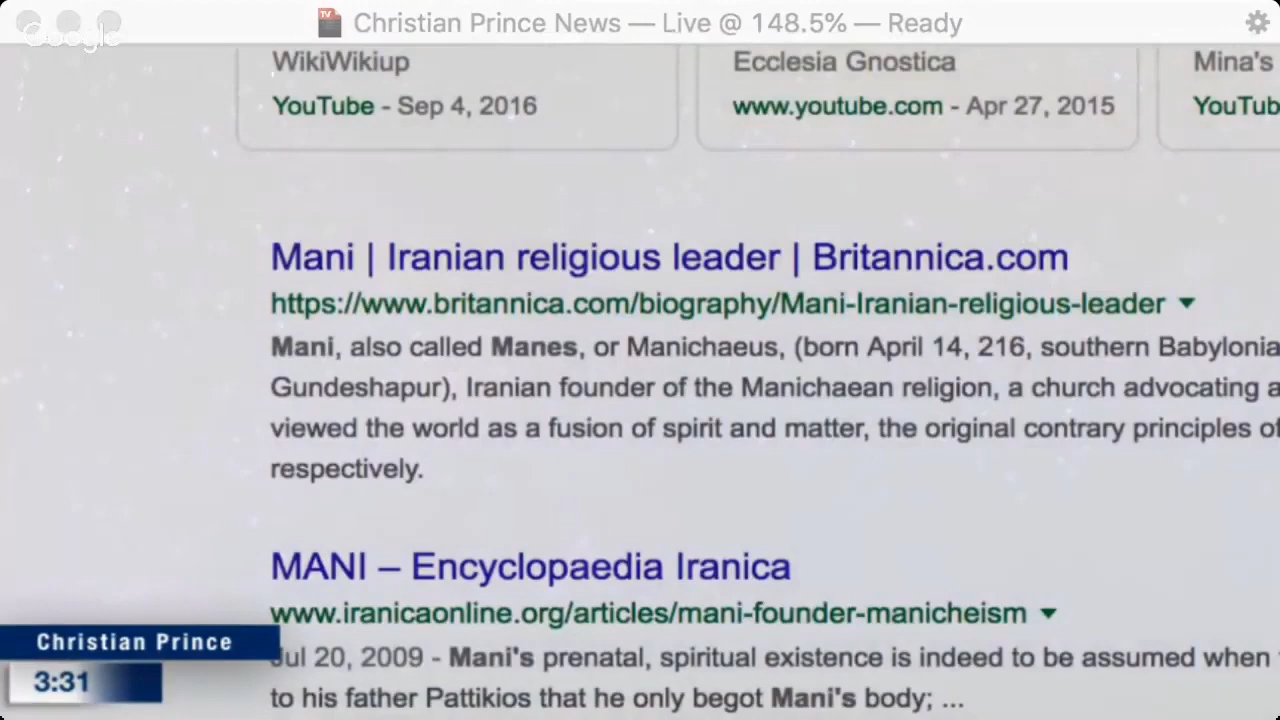 Christian Prince News — Live @ 148.5% — Ready
Google
WikiWikiup
YouTube - Sep 4, 2016
Ecclesia Gnostica
www.youtube.com - Apr 27, 2015
Mina's
YouTub
Mani | Iranian religious leader | Britannica.com
https://www.britannica.com/biography/Mani-Iranian-religious-leader
Mani, also called Manes, or Manichaeus, (born April 14, 216, southern Babylonia
Gundeshapur), Iranian founder of the Manichaean religion, a church advocating a
viewed the world as a fusion of spirit and matter, the original contrary principles of
respectively.
MANI – Encyclopaedia Iranica
www.iranicaonline.org/articles/mani-founder-manicheism
Jul 20, 2009 - Mani's prenatal, spiritual existence is indeed to be assumed when
to his father Pattikios that he only begot Mani's body; ...
Christian Prince
3:31